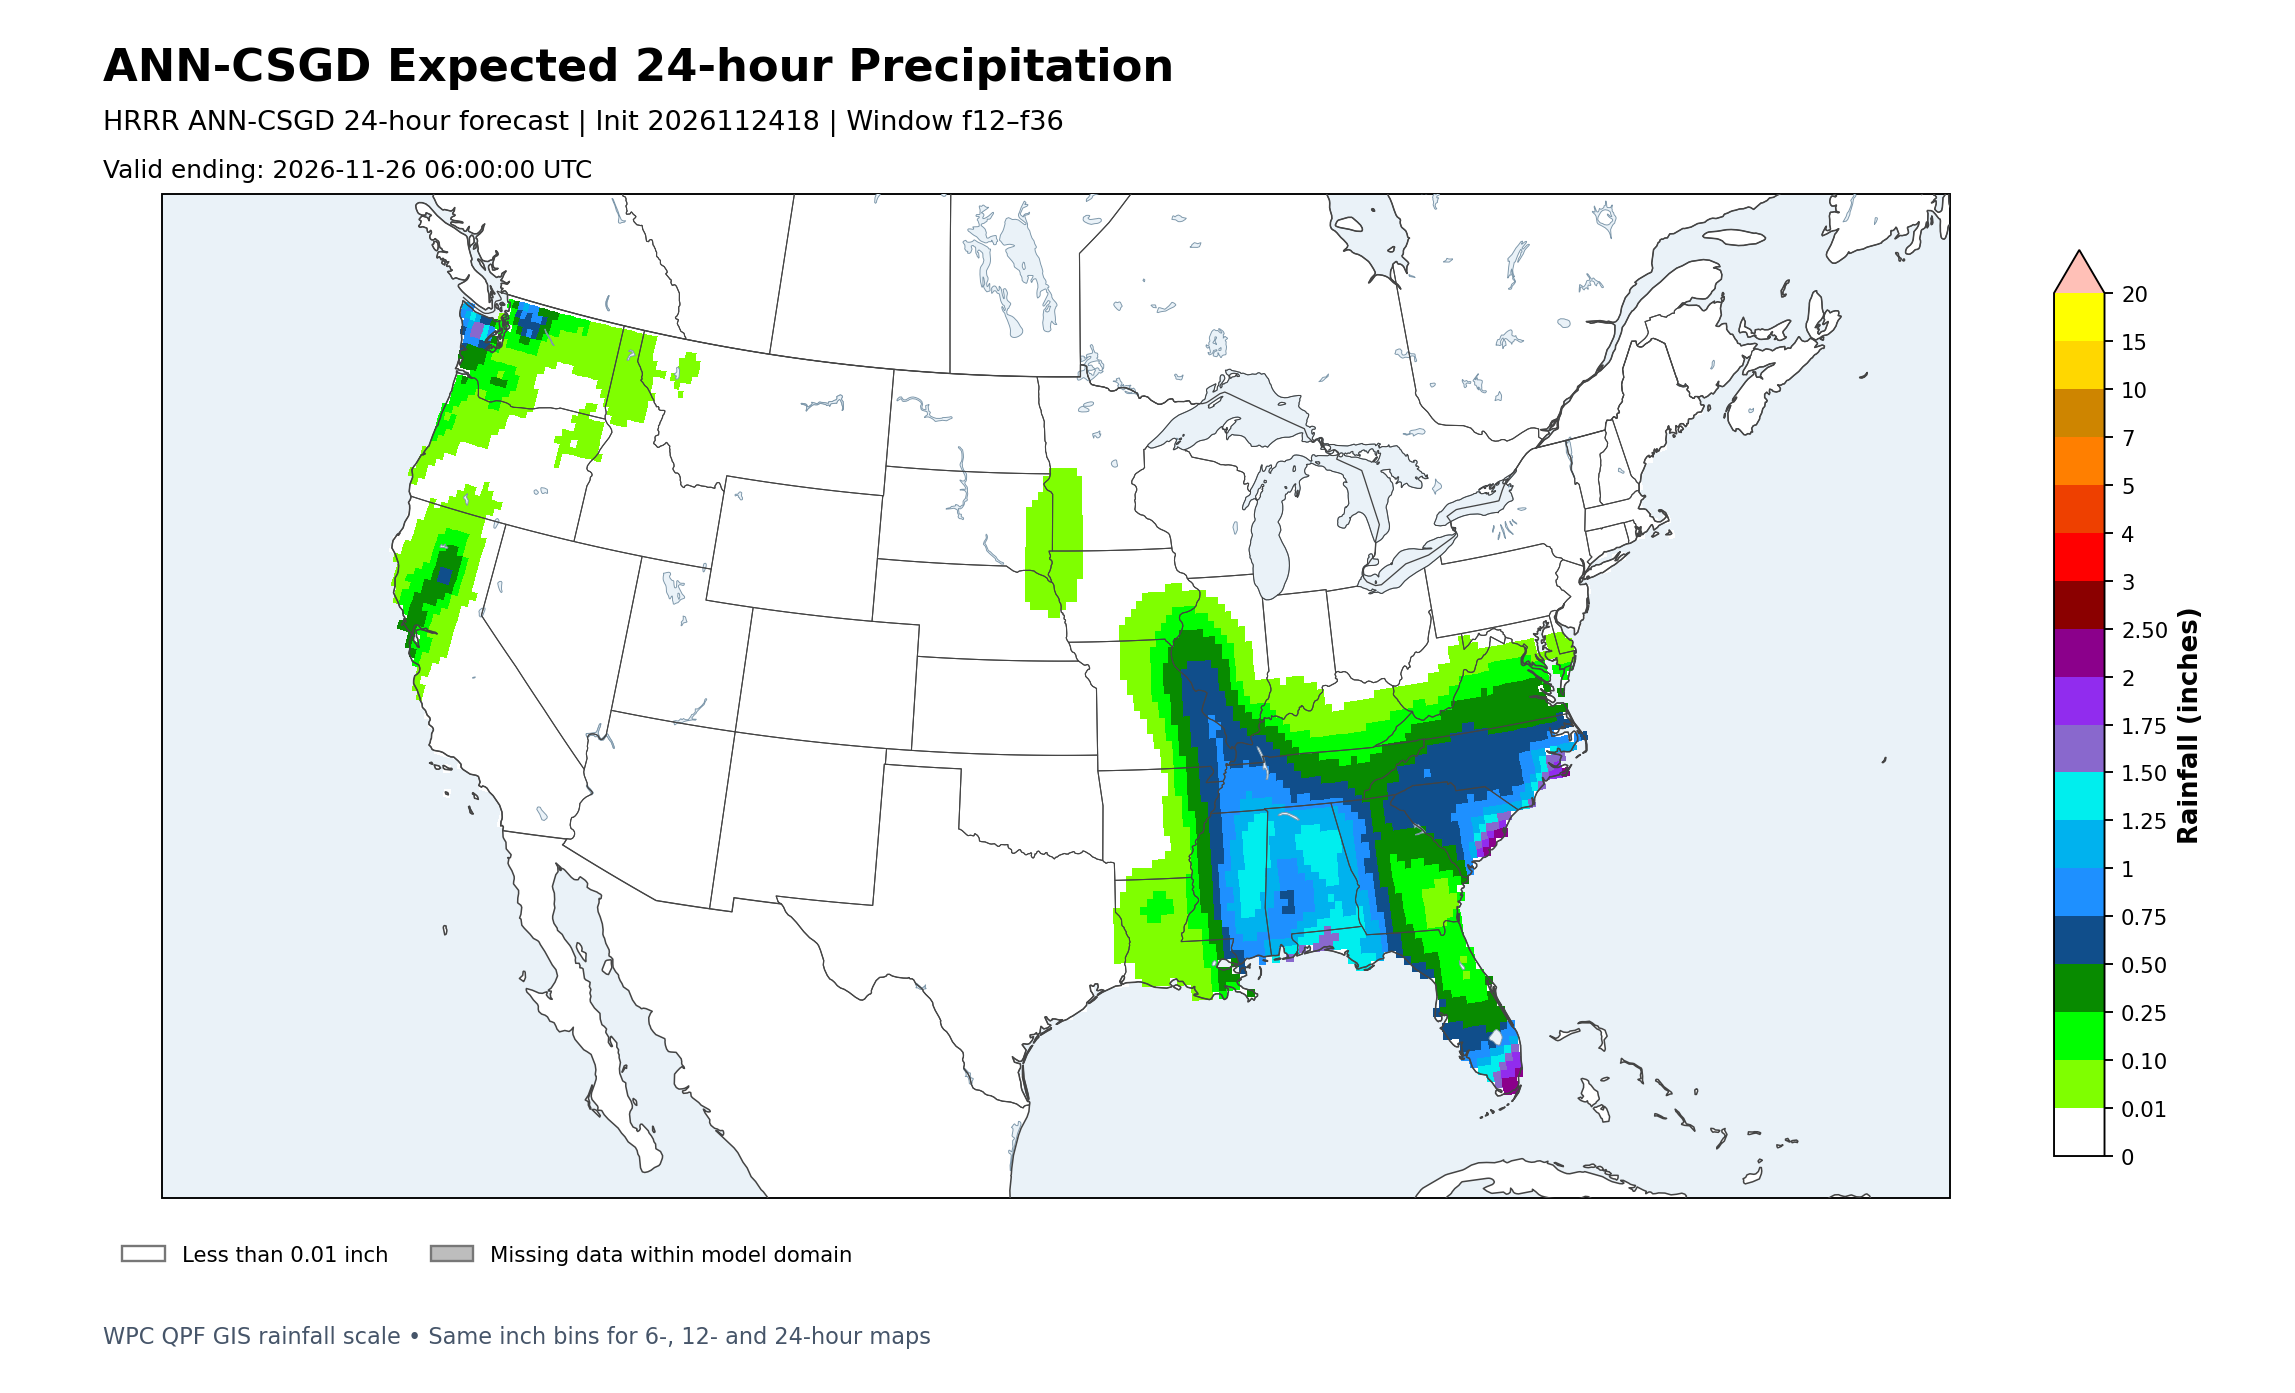 ANN-CSGD Expected 24-hour Precipitation
HRRR ANN-CSGD 24-hour forecast | Init 2026112418 | Window f12–f36
Valid ending: 2026-11-26 06:00:00 UTC
20
15
10
7
5
4
3
2.50
2
1.75
1.50
1.25
1
0.75
0.50
0.25
0.10
0.01
0
Rainfall (inches)
Less than 0.01 inch
Missing data within model domain
WPC QPF GIS rainfall scale • Same inch bins for 6-, 12- and 24-hour maps